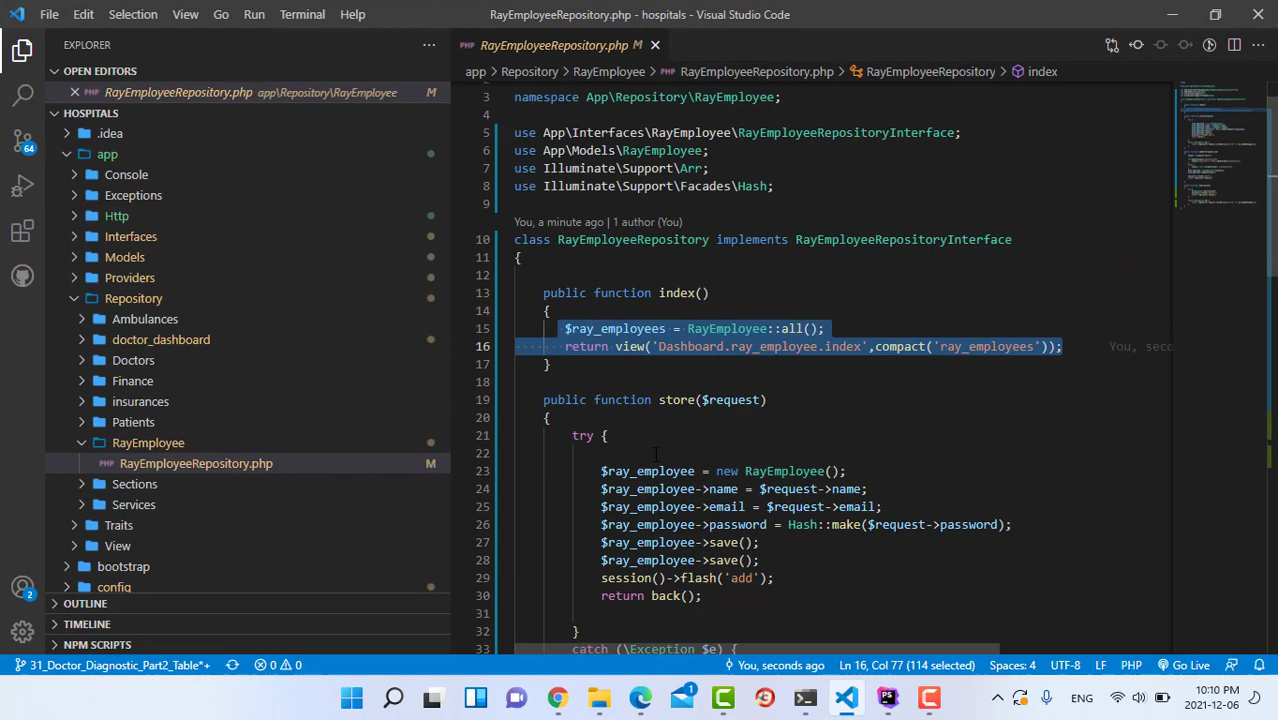 File Edit Selection View Go Run Terminal Help
RayEmployeeRepository.php - hospitals - Visual Studio Code
EXPLORER
OPEN EDITORS
RayEmployeeRepository.php app\Repository\RayEmployee M
HOSPITALS
.idea
app
Console
Exceptions
Http
Interfaces
Models
Providers
Repository
Ambulances
doctor_dashboard
Doctors
Finance
insurances
Patients
RayEmployee
RayEmployeeRepository.php M
Sections
Services
Traits
View
bootstrap
config
OUTLINE
TIMELINE
NPM SCRIPTS
64
2
RayEmployeeRepository.php M
app > Repository > RayEmployee > RayEmployeeRepository.php > RayEmployeeRepository > index
3 namespace App\Repository\RayEmployee;
4
5 use App\Interfaces\RayEmployee\RayEmployeeRepositoryInterface;
6 use App\Models\RayEmployee;
7 use Illuminate\Support\Arr;
8 use Illuminate\Support\Facades\Hash;
9
You, a minute ago | 1 author (You)
10 class RayEmployeeRepository implements RayEmployeeRepositoryInterface
11 {
12
13 public function index()
14 {
15 $ray_employees = RayEmployee::all();
16 return view('Dashboard.ray_employee.index',compact('ray_employees')); You, seco
17 }
18
19 public function store($request)
20 {
21 try {
22
23 $ray_employee = new RayEmployee();
24 $ray_employee->name = $request->name;
25 $ray_employee->email = $request->email;
26 $ray_employee->password = Hash::make($request->password);
27 $ray_employee->save();
28 $ray_employee->save();
29 session()->flash('add');
30 return back();
31
32 }
33 catch (\Exception $e) {
31_Doctor_Diagnostic_Part2_Table*+ 0 0 You, seconds ago Ln 16, Col 77 (114 selected) Spaces: 4 UTF-8 LF PHP Go Live
1 ENG 10:10 PM
2021-12-06